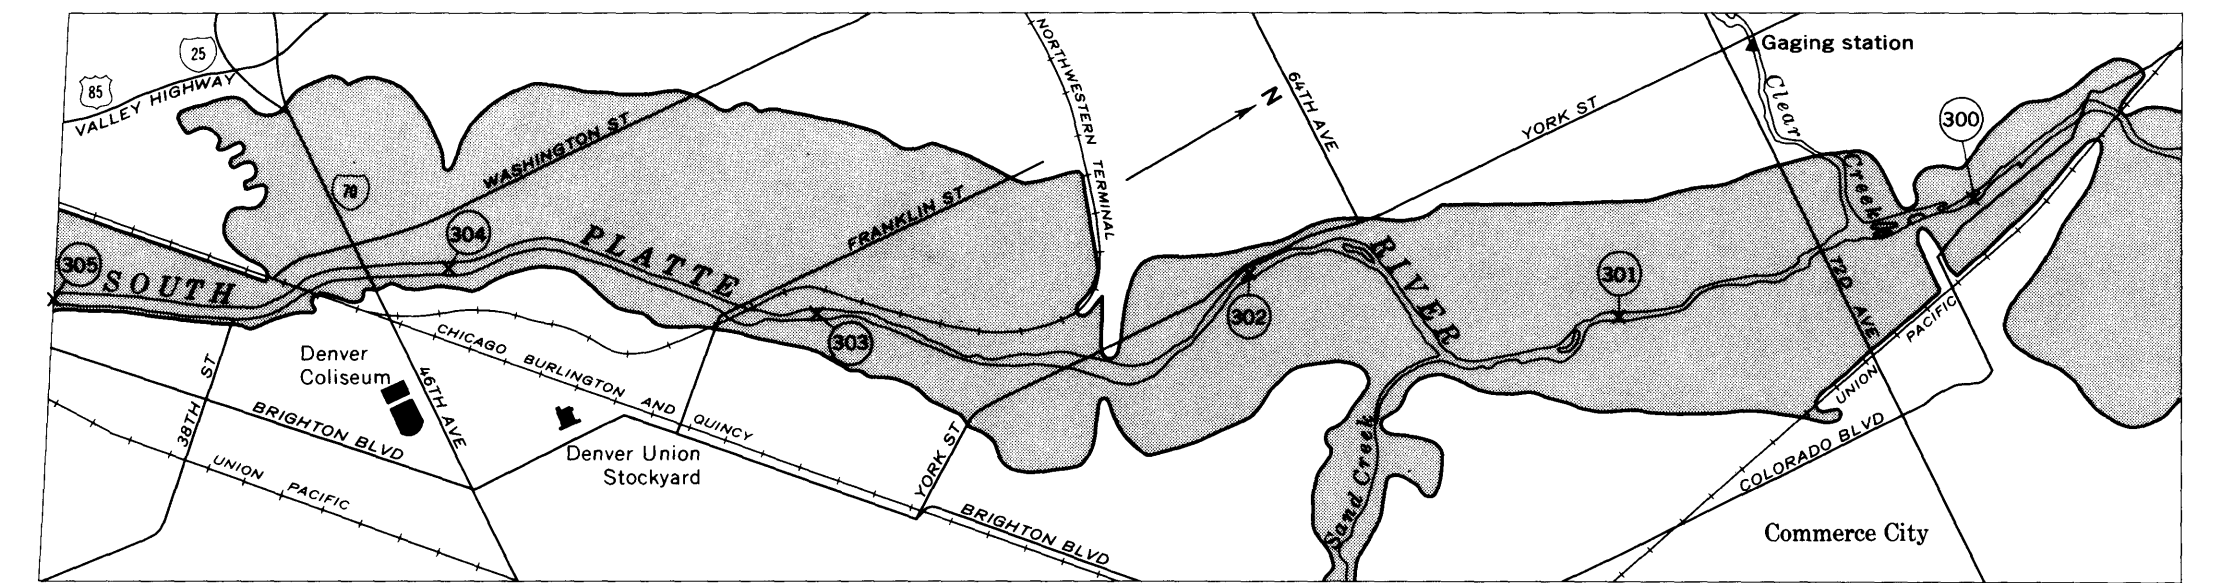 25
85
VALLEY HIGHWAY
70
WASHINGTON ST
FRANKLIN ST
NORTHWESTERN TERMINAL
N
64TH AVE
YORK ST
Gaging station
Clear
Creek
300
305
SOUTH
304
PLATTE
303
302
RIVER
301
72D AVE
UNION PACIFIC
COLORADO BLVD
Commerce City
38TH ST
Denver
Coliseum
46TH AVE
CHICAGO BURLINGTON AND QUINCY
BRIGHTON BLVD
UNION PACIFIC
Denver Union
Stockyard
YORK ST
BRIGHTON BLVD
Sand Creek